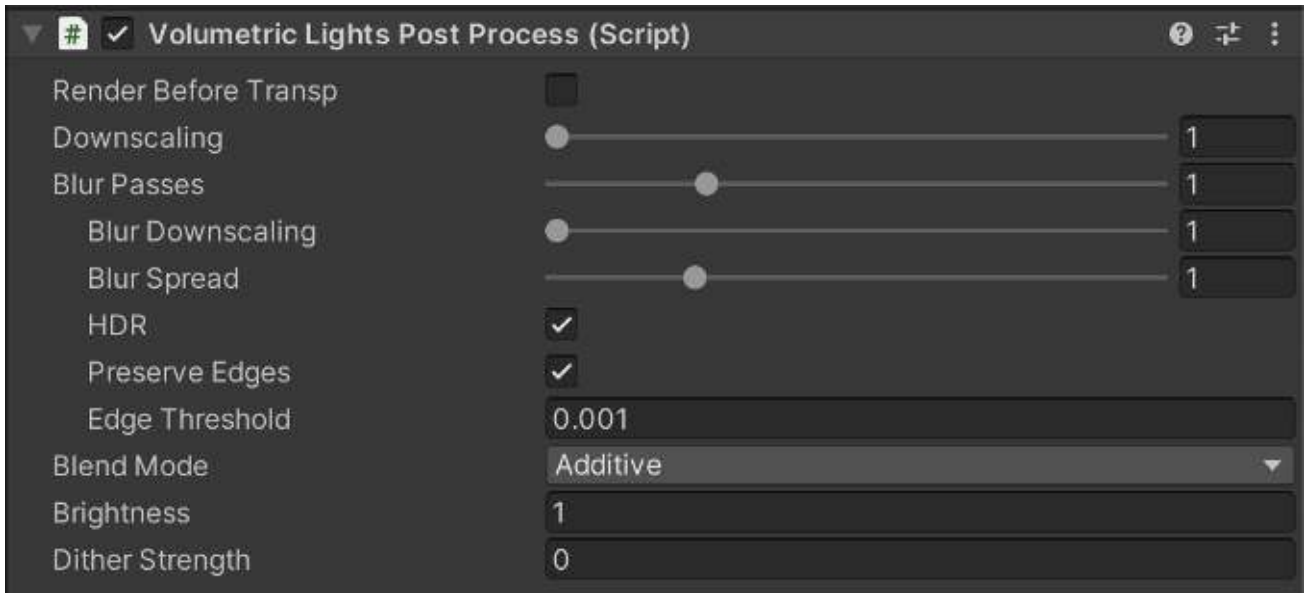 # Volumetric Lights Post Process (Script)
Render Before Transp
Downscaling 1
Blur Passes 1
Blur Downscaling 1
Blur Spread 1
HDR
Preserve Edges
Edge Threshold 0.001
Blend Mode Additive
Brightness 1
Dither Strength 0